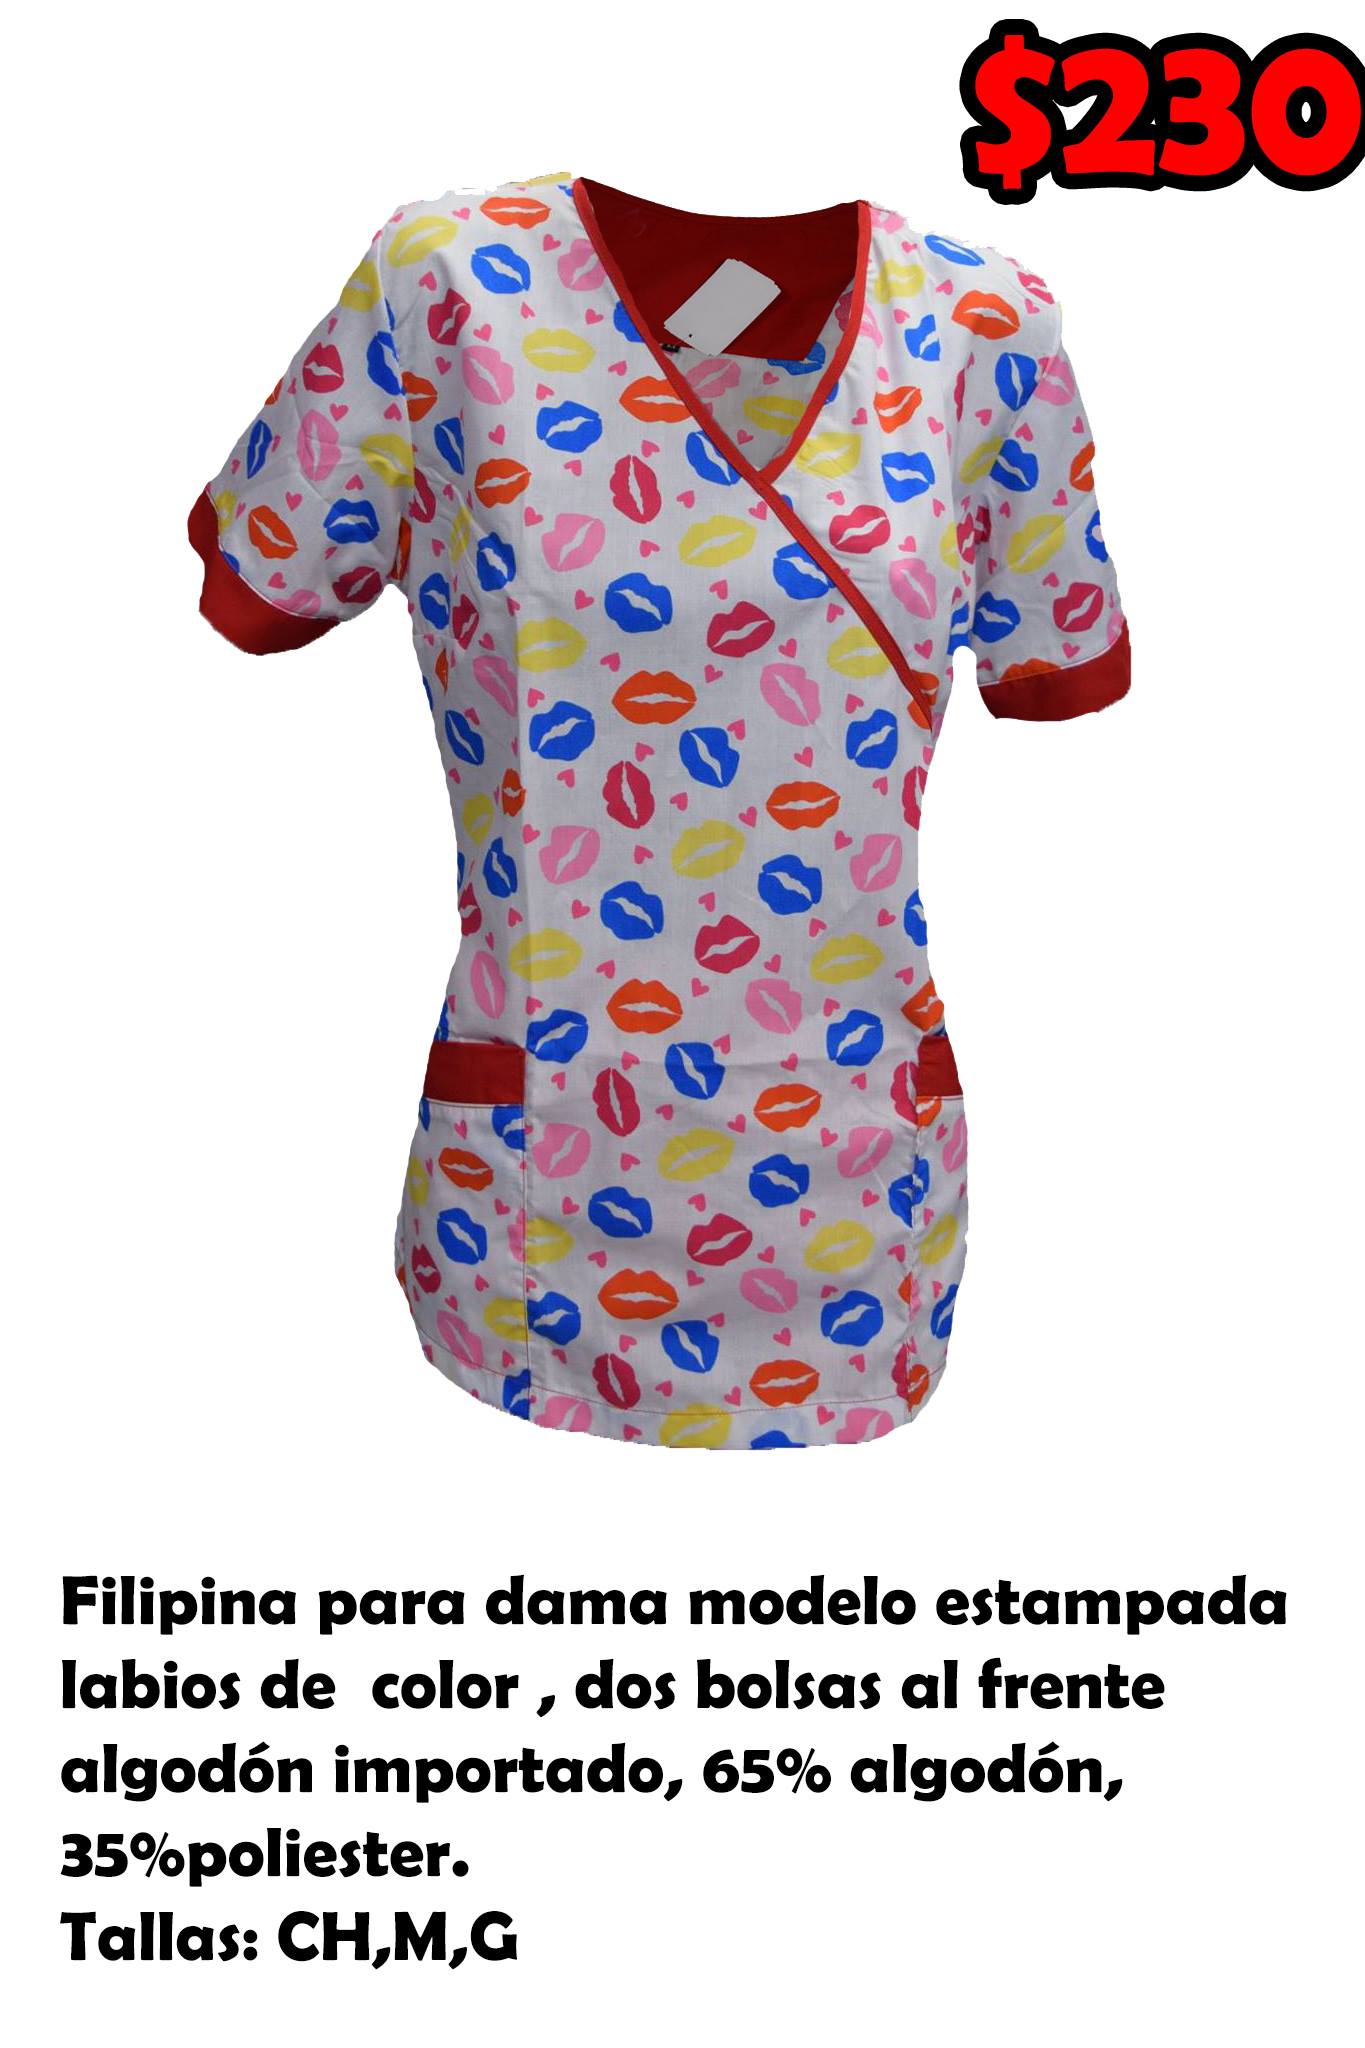 $230
Filipina para dama modelo estampada
labios de  color , dos bolsas al frente
algodón importado, 65% algodón,
35%poliester.
Tallas: CH,M,G